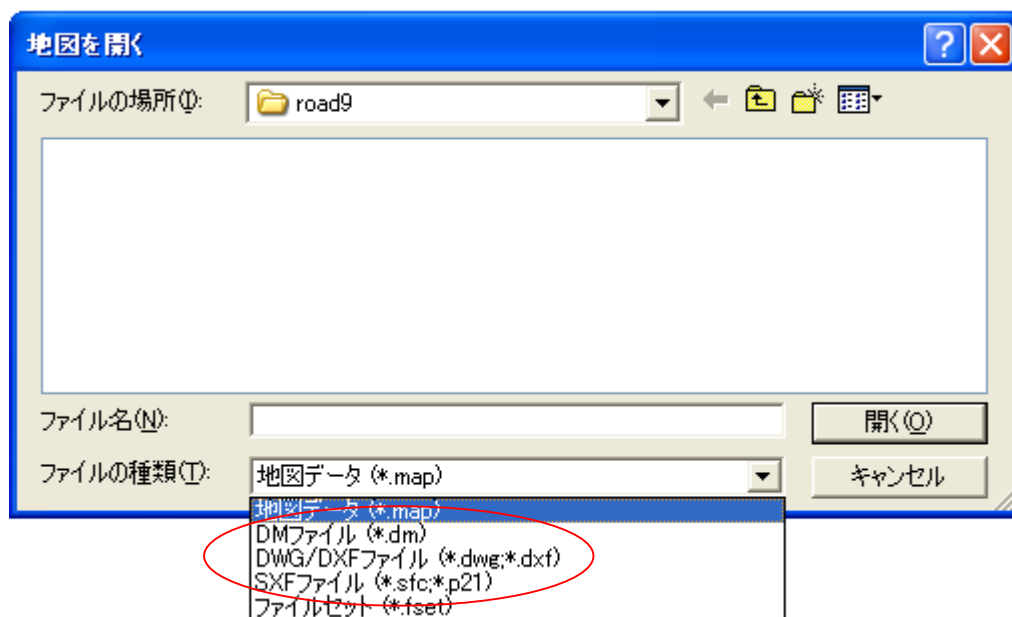 地図を開く
ファイルの場所(I):
road9
ファイル名(N):
開く(O)
ファイルの種類(T):
地図データ (*.map)
キャンセル
地図データ (*.map)
DMファイル (*.dm)
DWG/DXFファイル (*.dwg;*.dxf)
SXFファイル (*.sfc;*.p21)
ファイルセット (*.fset)